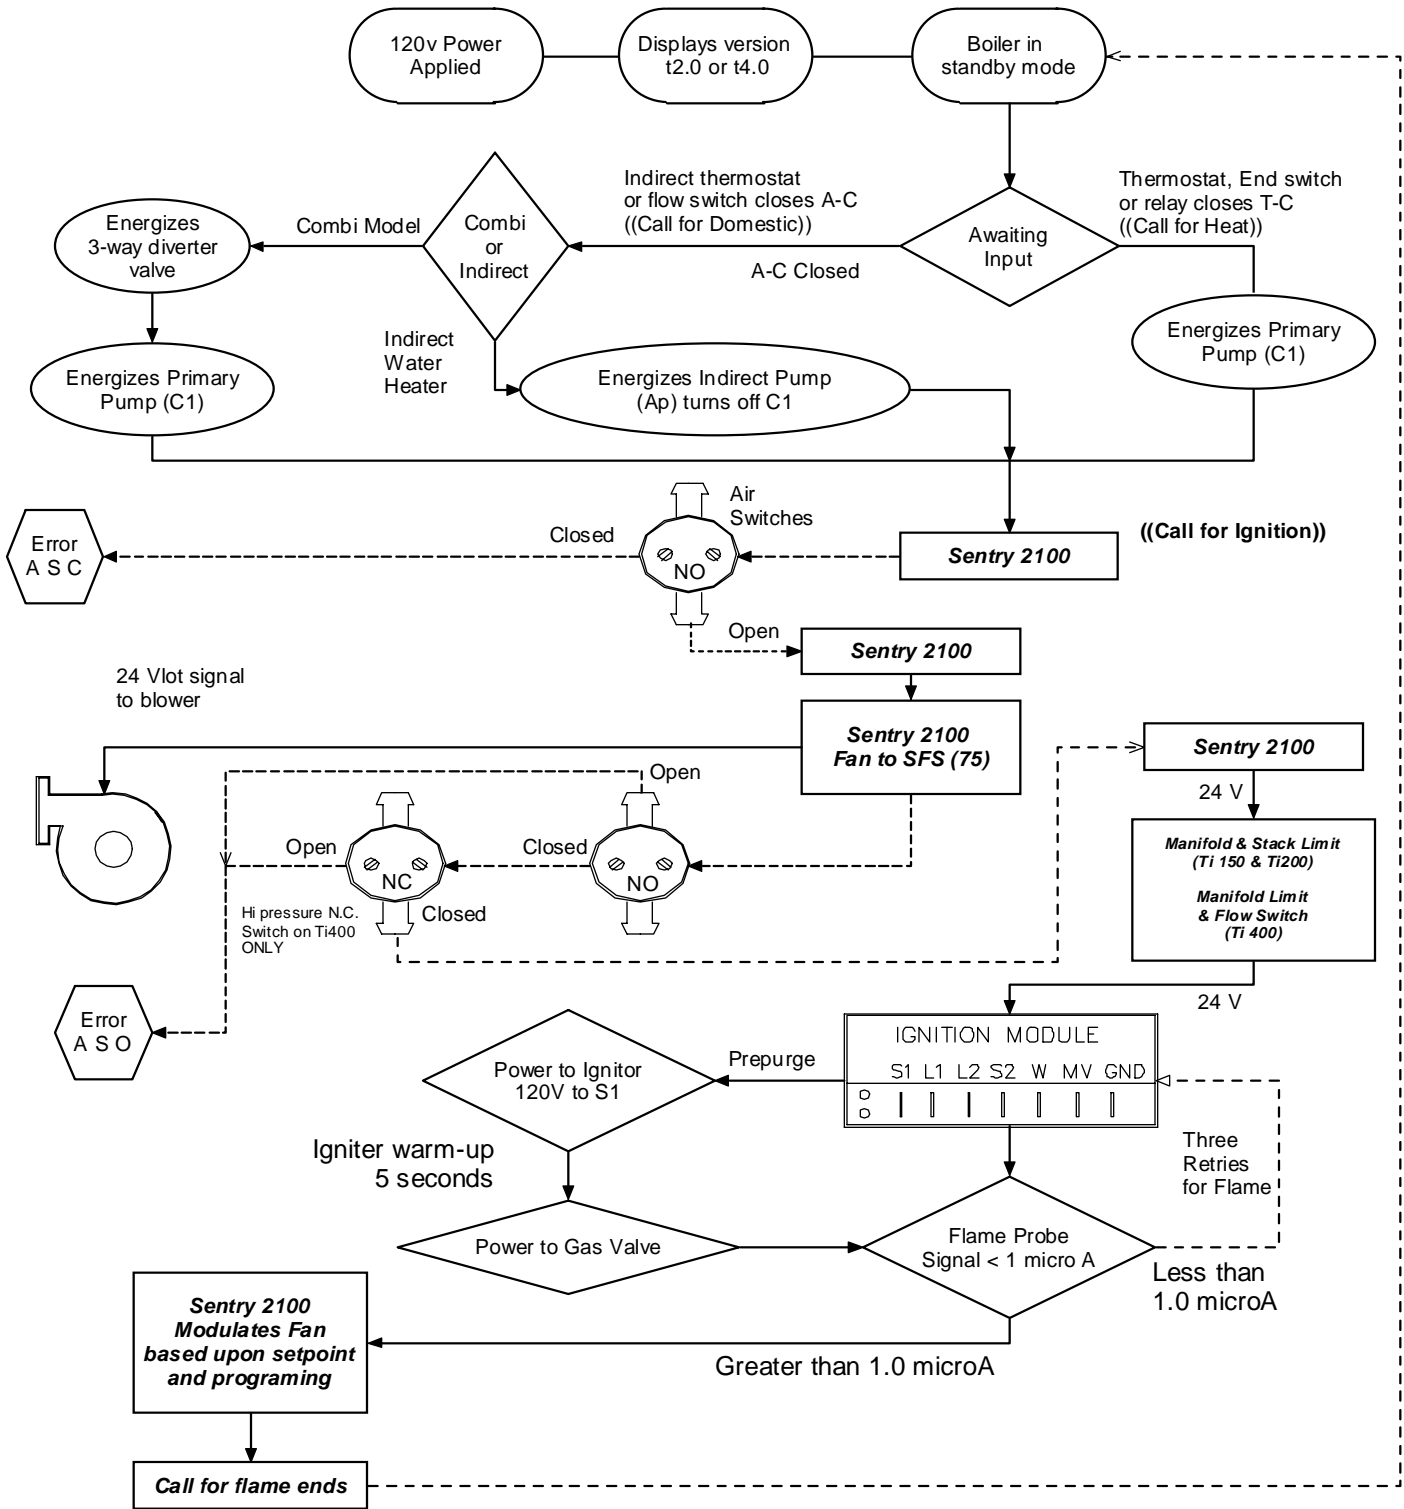 120v Power
Applied
Displays version
t2.0 or t4.0
Boiler in
standby mode
Indirect thermostat
or flow switch closes A-C
((Call for Domestic))
Thermostat, End switch
or relay closes T-C
((Call for Heat))
Energizes
3-way diverter
valve
Combi Model
Combi
or
Indirect
A-C Closed
Awaiting
Input
Indirect
Water
Heater
Energizes Primary
Pump (C1)
Energizes Primary
Pump (C1)
Energizes Indirect Pump
(Ap) turns off C1
Air
Switches
Closed
NO
Error
A S C
Sentry 2100
((Call for Ignition))
Open
Sentry 2100
24 Vlot signal
to blower
Sentry 2100
Fan to SFS (75)
Sentry 2100
Open
24 V
Open
NC
Closed
NO
Closed
Hi pressure N.C.
Switch on Ti400
ONLY
Manifold & Stack Limit
(Ti 150 & Ti200)
Manifold Limit
& Flow Switch
(Ti 400)
24 V
Error
A S O
IGNITION MODULE
S1 L1 L2 S2 W MV GND
Prepurge
Power to Ignitor
120V to S1
Igniter warm-up
5 seconds
Three
Retries
for Flame
Power to Gas Valve
Flame Probe
Signal < 1 micro A
Less than
1.0 microA
Sentry 2100
Modulates Fan
based upon setpoint
and programing
Greater than 1.0 microA
Call for flame ends